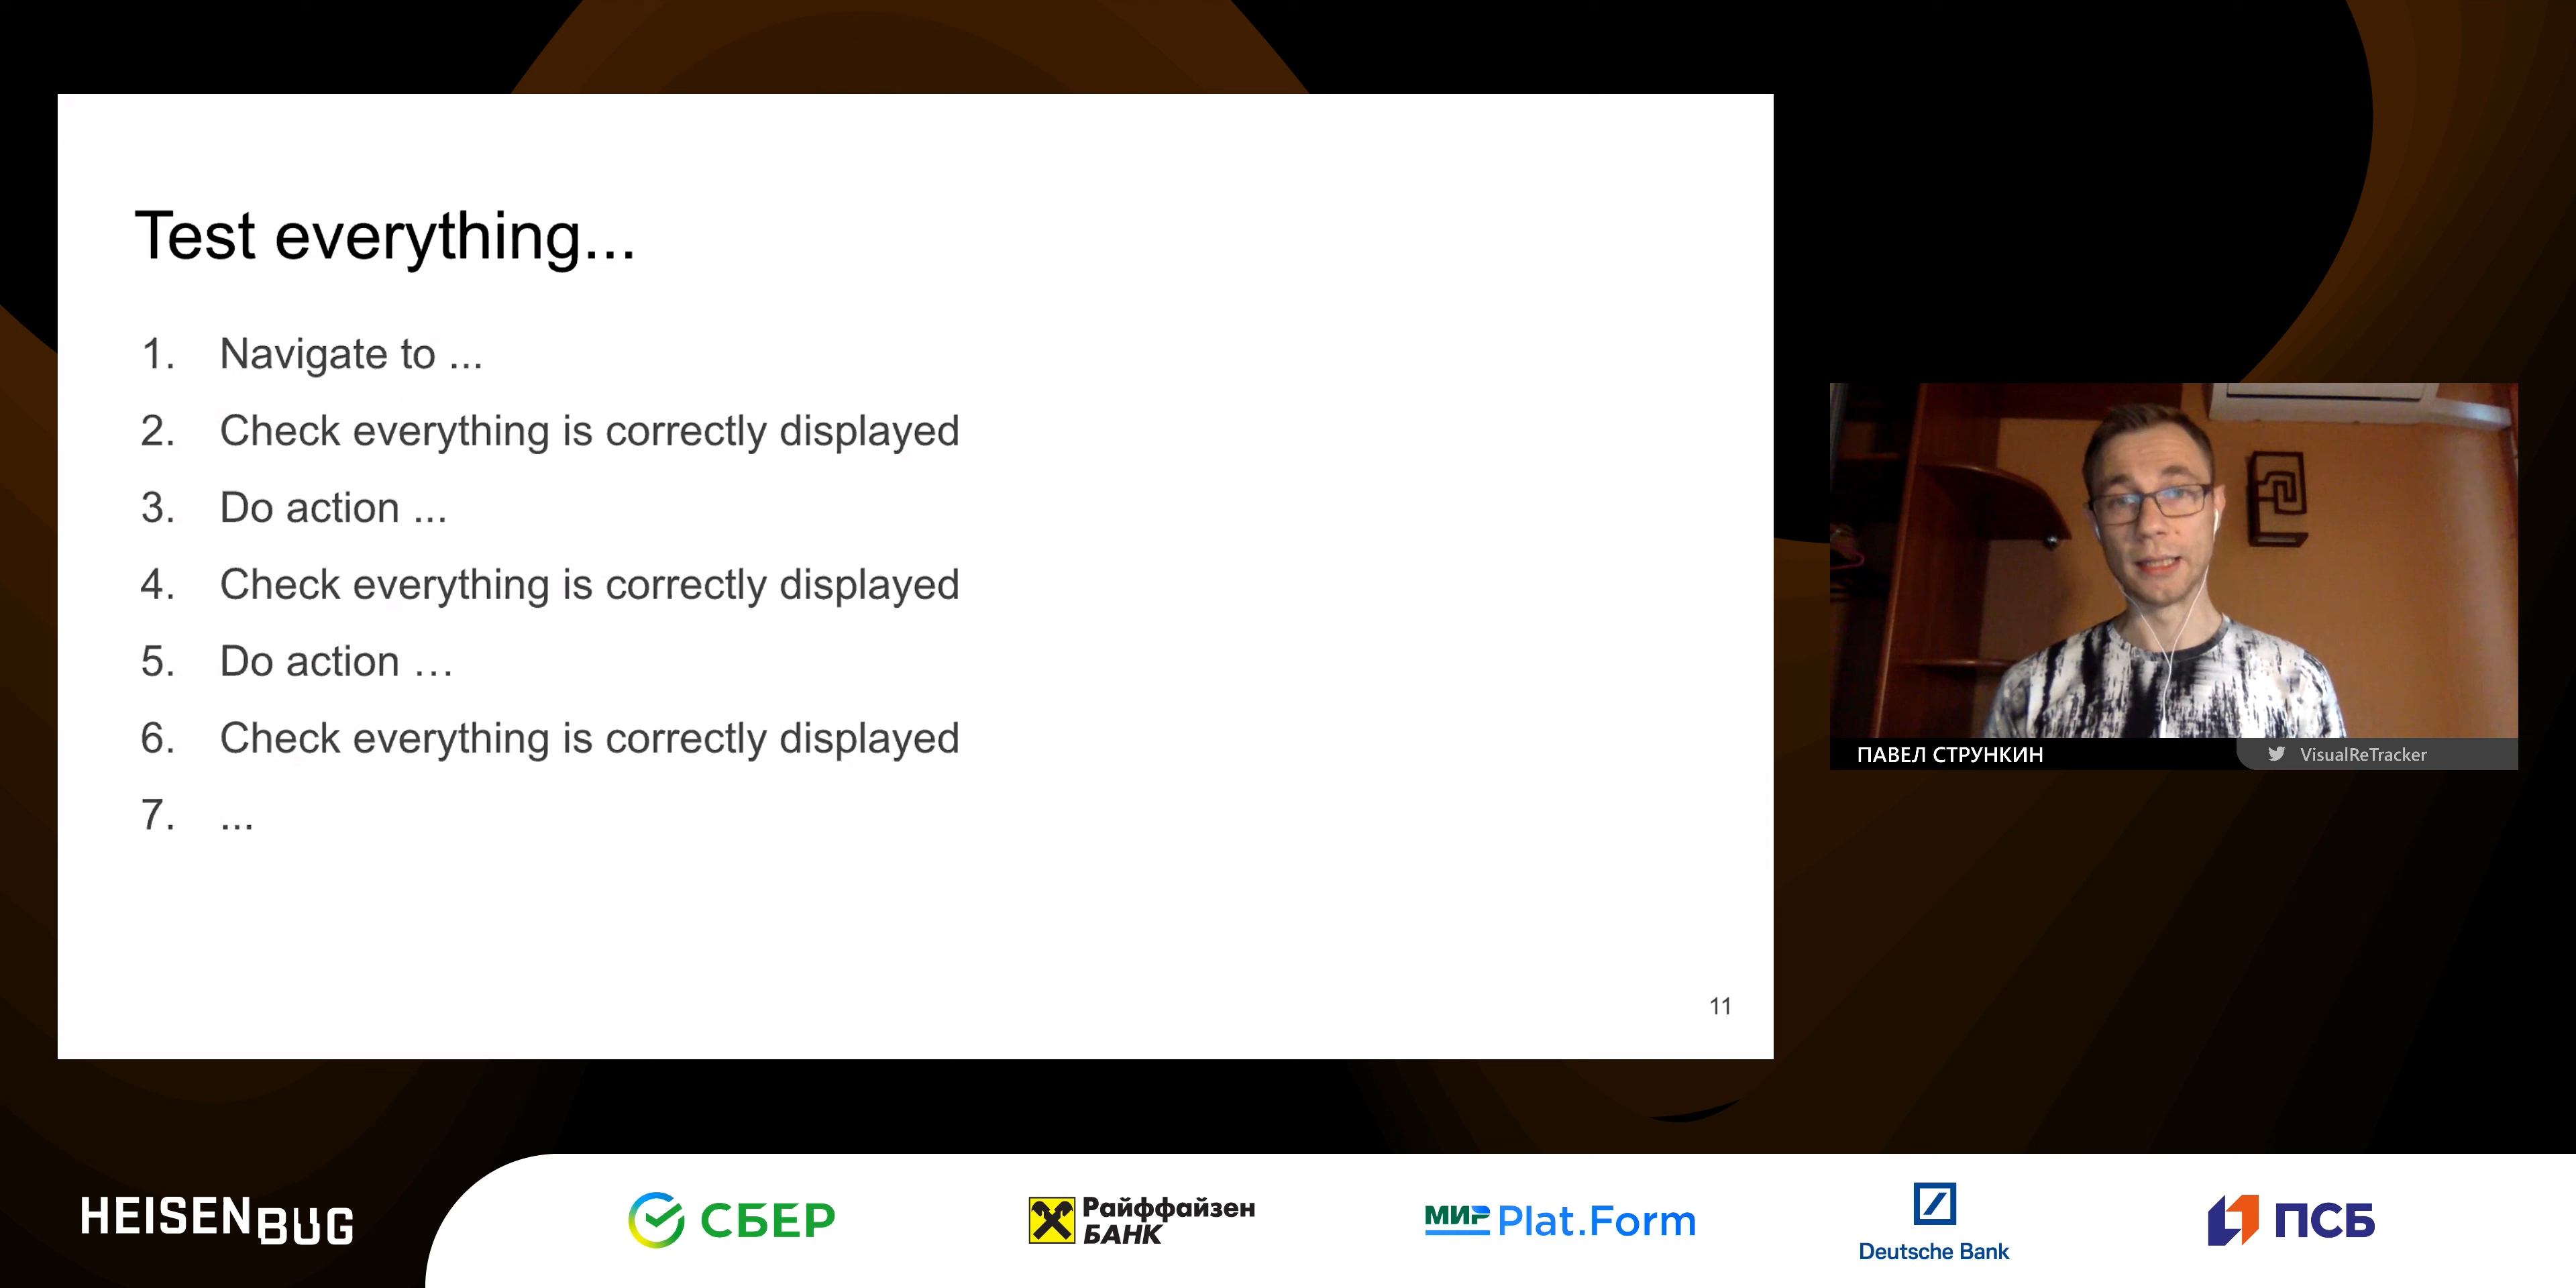 Test everything...
1. Navigate to ...
2. Check everything is correctly displayed
3. Do action ...
4. Check everything is correctly displayed
5. Do action ...
6. Check everything is correctly displayed
7. ...
11
ПАВЕЛ СТРУНКИН
VisualReTracker
HEISENBUG
СБЕР
Райффайзен
БАНК
МИР Plat.Form
Deutsche Bank
ПСБ